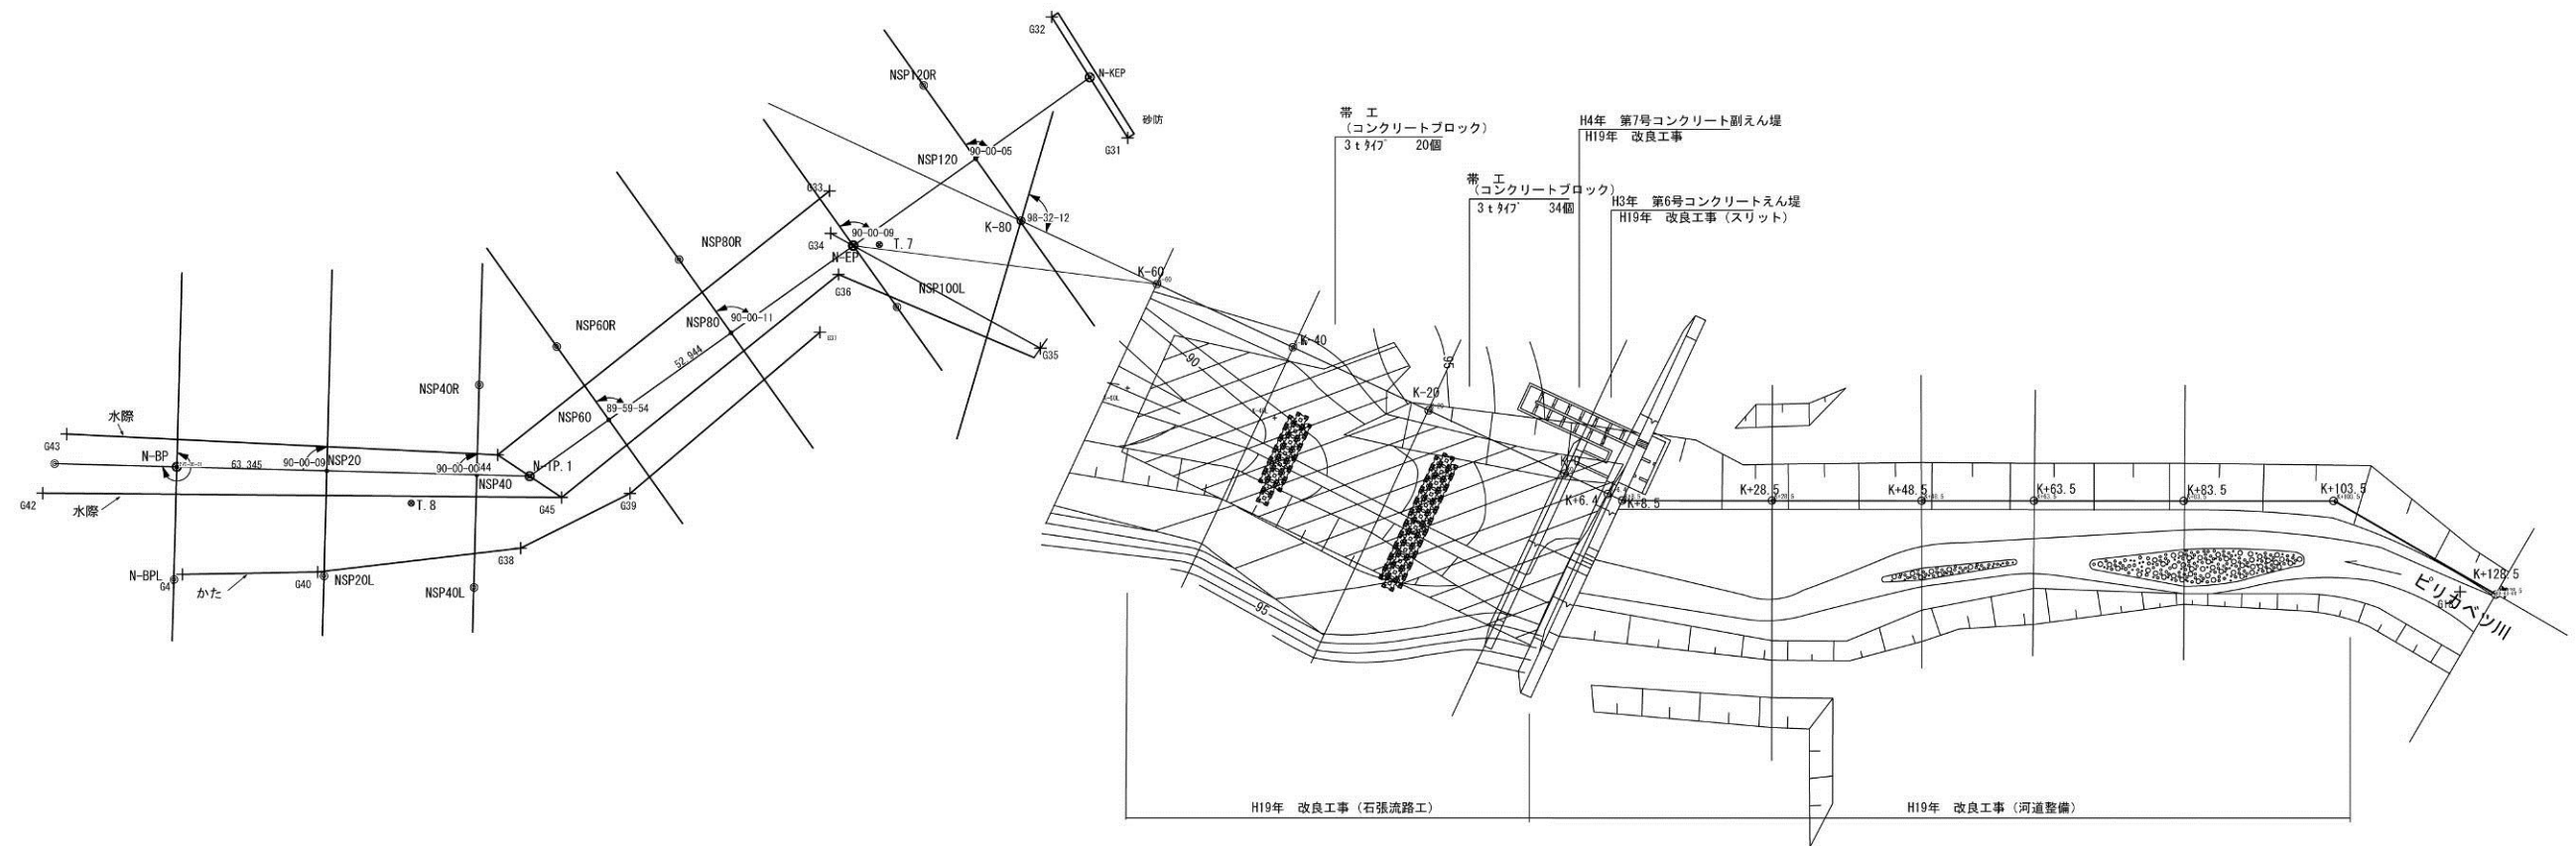 G32
N-KEP
砂防
G31
NSP120R
90-00-05
NSP120
98-32-12
K-80
G33
90-00-09
T.7
G34
N-EP
G36
NSP100L
G35
NSP80R
NSP80
90-00-11
52.944
NSP60R
NSP60
89-59-54
NSP40R
水際
G43
N-BP
63.345
90-00-09
NSP20
NSP40
N-IP.1
G42
水際
T.8
G45
G39
G38
N-BPL
かた
G40
NSP20L
NSP40L
帯 工
(コンクリートブロック)
3tタイプ 20個
帯 工
(コンクリートブロック)
3tタイプ 34個
H4年 第7号コンクリート副えん堤
H19年 改良工事
H3年 第6号コンクリートえん堤
H19年 改良工事(スリット)
K-60
K-40
K-20
90
95
95
K+6.4
K+8.5
K+28.5
K+48.5
K+63.5
K+83.5
K+103.5
K+128.5
ピリカベツ川
H19年 改良工事(石張流路工)
H19年 改良工事(河道整備)